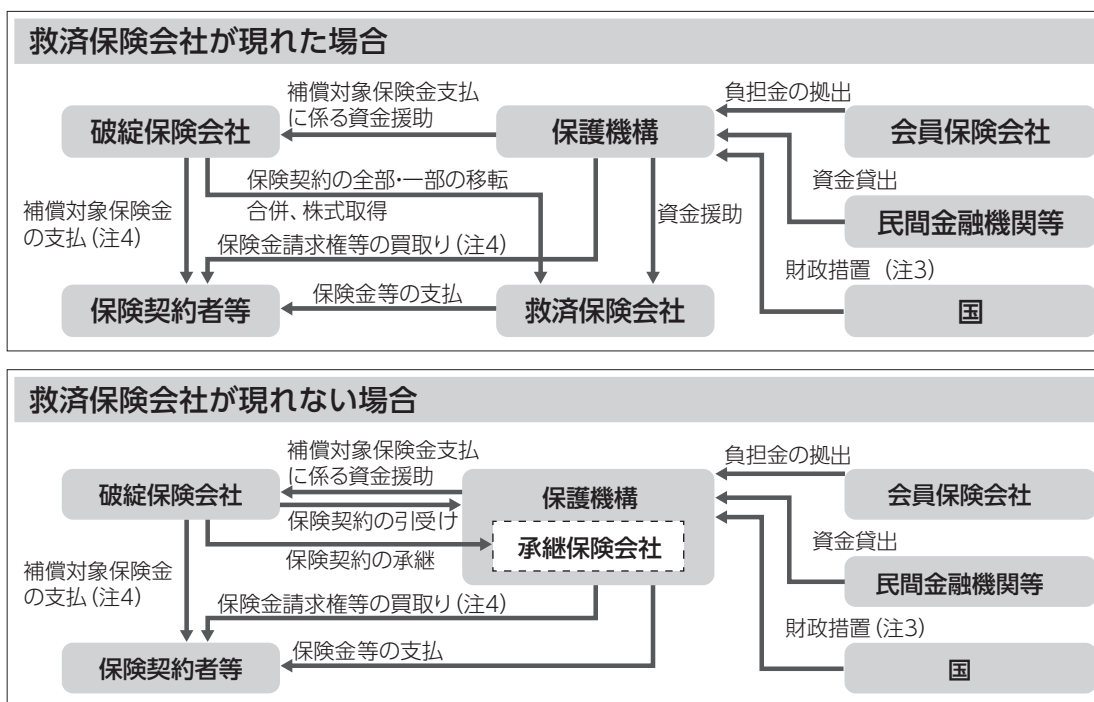 救済保険会社が現れた場合
補償対象保険金支払
に係る資金援助
負担金の拠出
破綻保険会社
保護機構
会員保険会社
保険契約の全部・一部の移転
資金貸出
補償対象保険金
の支払(注4)
合併、株式取得
資金援助
民間金融機関等
保険金請求権等の買取り(注4)
財政措置 (注3)
保険契約者等
保険金等の支払
救済保険会社
国
救済保険会社が現れない場合
補償対象保険金支払
に係る資金援助
負担金の拠出
破綻保険会社
保護機構
会員保険会社
保険契約の引受け
承継保険会社
資金貸出
保険契約の承継
補償対象保険金
の支払(注4)
民間金融機関等
保険金請求権等の買取り(注4)
財政措置(注3)
保険金等の支払
保険契約者等
国